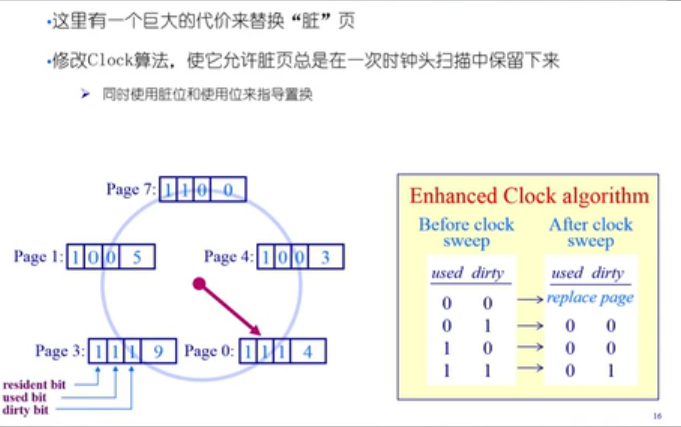 •这里有一个巨大的代价来替换“脏”页
•修改Clock算法，使它允许脏页总是在一次时钟头扫描中保留下来
➢ 同时使用脏位和使用位来指导置换
Page 7: 1 1 0 0
Page 1: 1 0 0 5
Page 4: 1 0 0 3
Page 3: 1 1 1 9
Page 0: 1 1 1 4
resident bit
used bit
dirty bit
Enhanced Clock algorithm
Before clock sweep
After clock sweep
used dirty
used dirty
0 0 → replace page
0 1 → 0 0
1 0 → 0 0
1 1 → 0 1
16